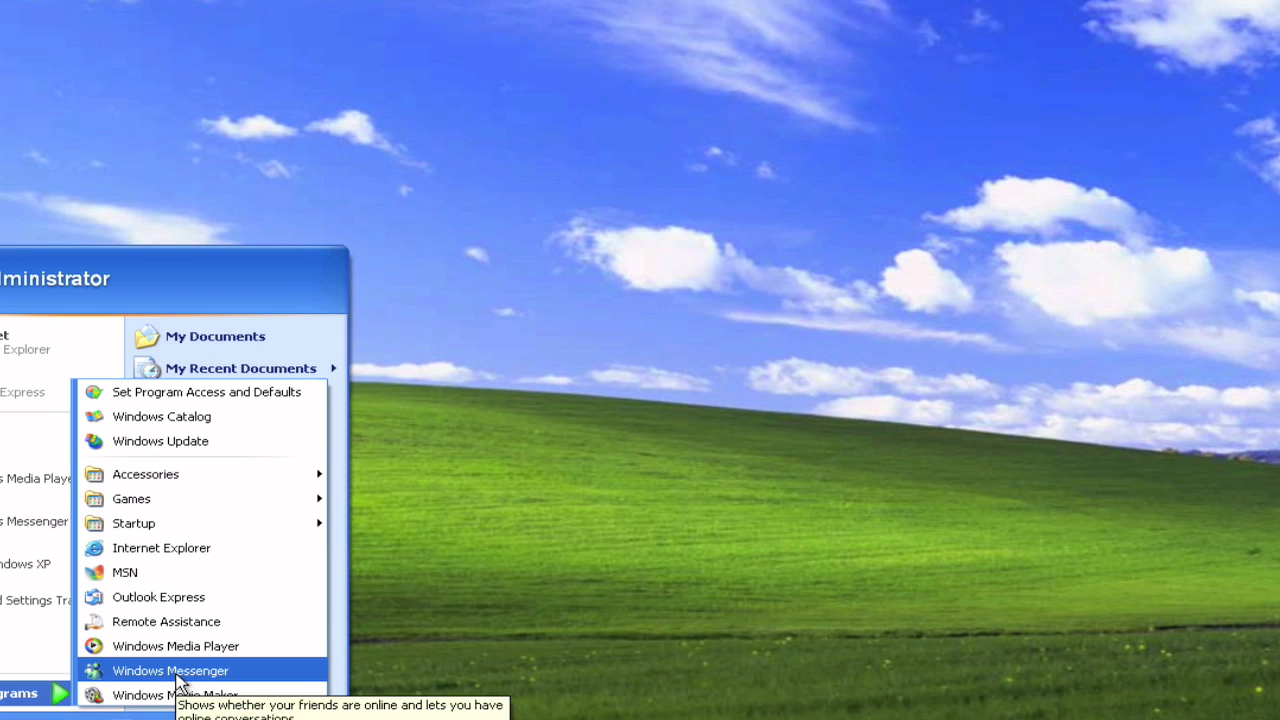 ministrator
et
Explorer
Express
s Media Playe
s Messenger
ndows XP
d Settings Tra
grams
My Documents
My Recent Documents
Set Program Access and Defaults
Windows Catalog
Windows Update
Accessories
Games
Startup
Internet Explorer
MSN
Outlook Express
Remote Assistance
Windows Media Player
Windows Messenger
Windows Movie Maker
Shows whether your friends are online and lets you have
online conversations